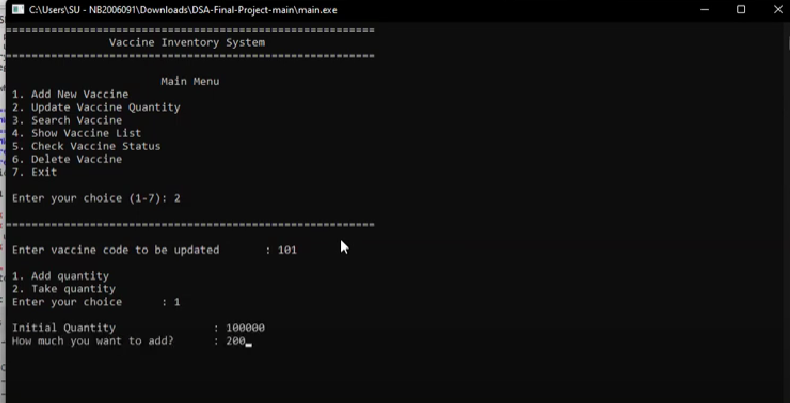 C:\Users\SU - NB2006091\Downloads\DSA-Final-Project-main\main.exe
=========================================================
Vaccine Inventory System
=========================================================
Main Menu
1. Add New Vaccine
2. Update Vaccine Quantity
3. Search Vaccine
4. Show Vaccine List
5. Check Vaccine Status
6. Delete Vaccine
7. Exit
Enter your choice (1-7): 2
=========================================================
Enter vaccine code to be updated : 101
1. Add quantity
2. Take quantity
Enter your choice : 1
Initial Quantity : 100000
How much you want to add? : 200